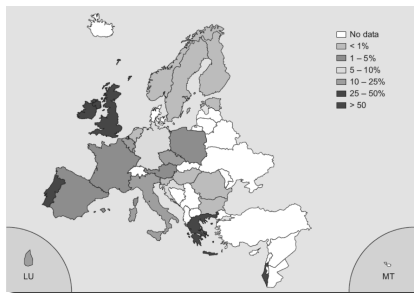 No data
< 1%
1 – 5%
5 – 10%
10 – 25%
25 – 50%
> 50
LU
MT